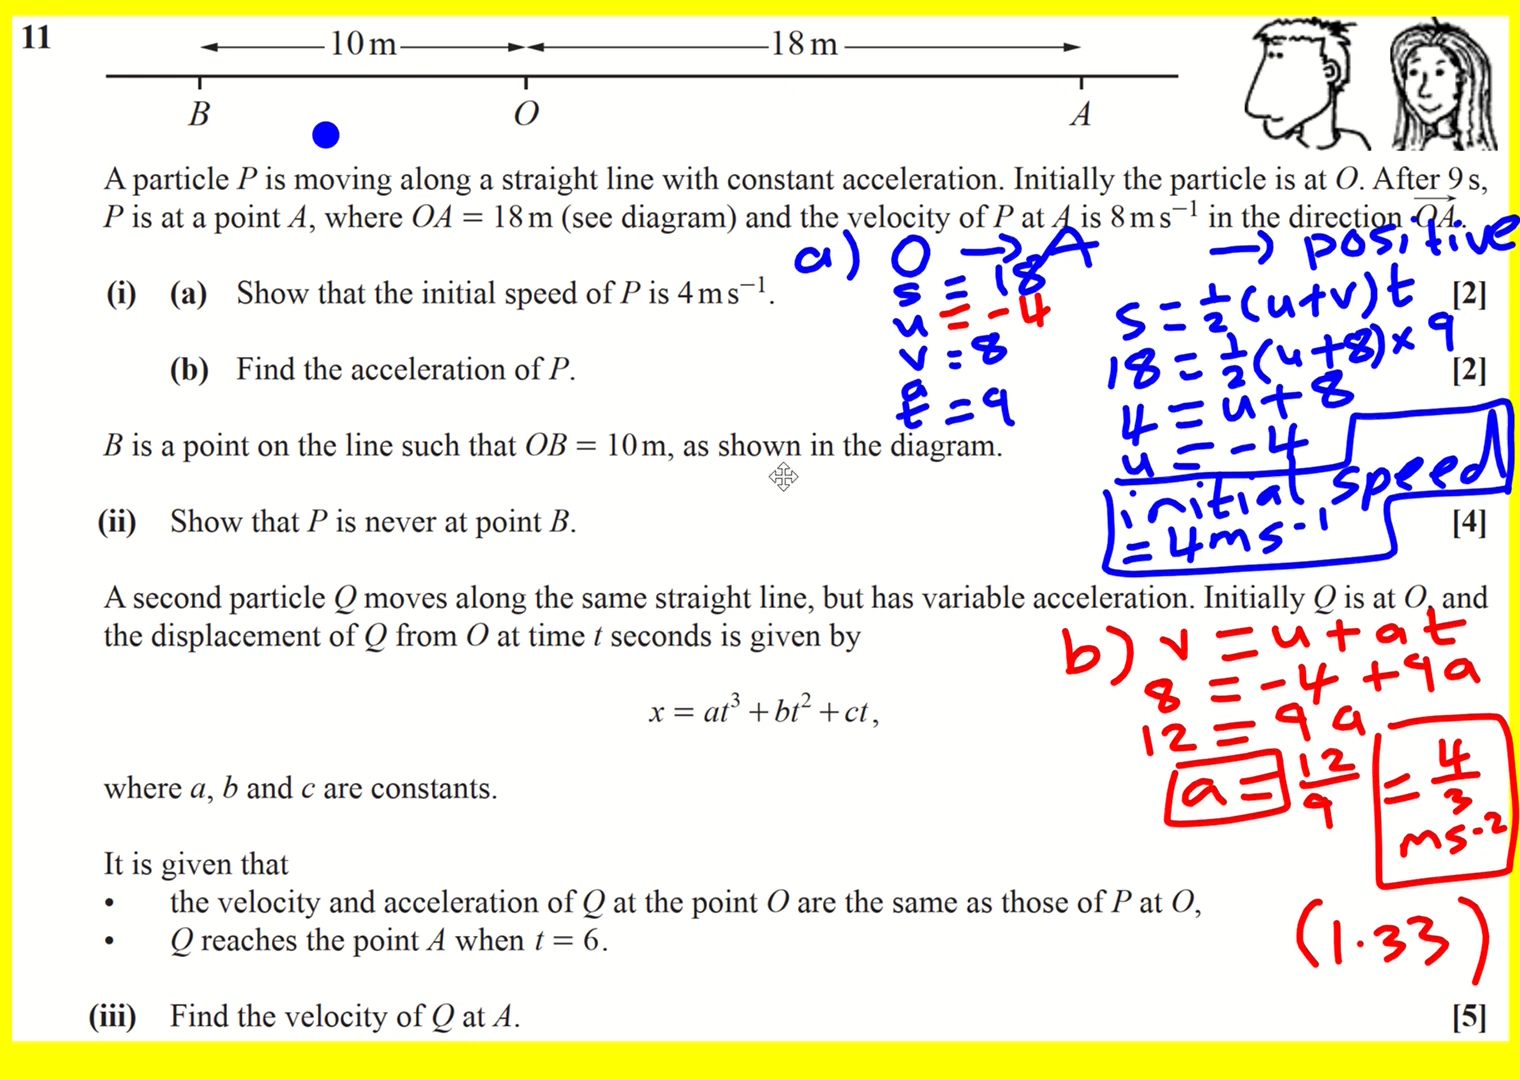 11
10 m 18 m
B O A
A particle P is moving along a straight line with constant acceleration. Initially the particle is at O. After 9 s,
P is at a point A, where OA = 18 m (see diagram) and the velocity of P at A is 8 m s⁻¹ in the direction OA.
a) O → A
→ positive
(i) (a) Show that the initial speed of P is 4 m s⁻¹. [2]
s = 18
u = -4
v = 8
a
t = 9
s = ½(u+v)t
18 = ½(u+8)×9
4 = u+8
u = -4
initial speed
= 4ms⁻¹
(b) Find the acceleration of P. [2]
B is a point on the line such that OB = 10 m, as shown in the diagram.
(ii) Show that P is never at point B. [4]
A second particle Q moves along the same straight line, but has variable acceleration. Initially Q is at O, and
the displacement of Q from O at time t seconds is given by
b) v = u+at
8 = -4+9a
12 = 9a
a = 12/9 = 4/3
ms⁻²
(1.33)
x = at³ + bt² + ct,
where a, b and c are constants.
It is given that
• the velocity and acceleration of Q at the point O are the same as those of P at O,
• Q reaches the point A when t = 6.
(iii) Find the velocity of Q at A. [5]